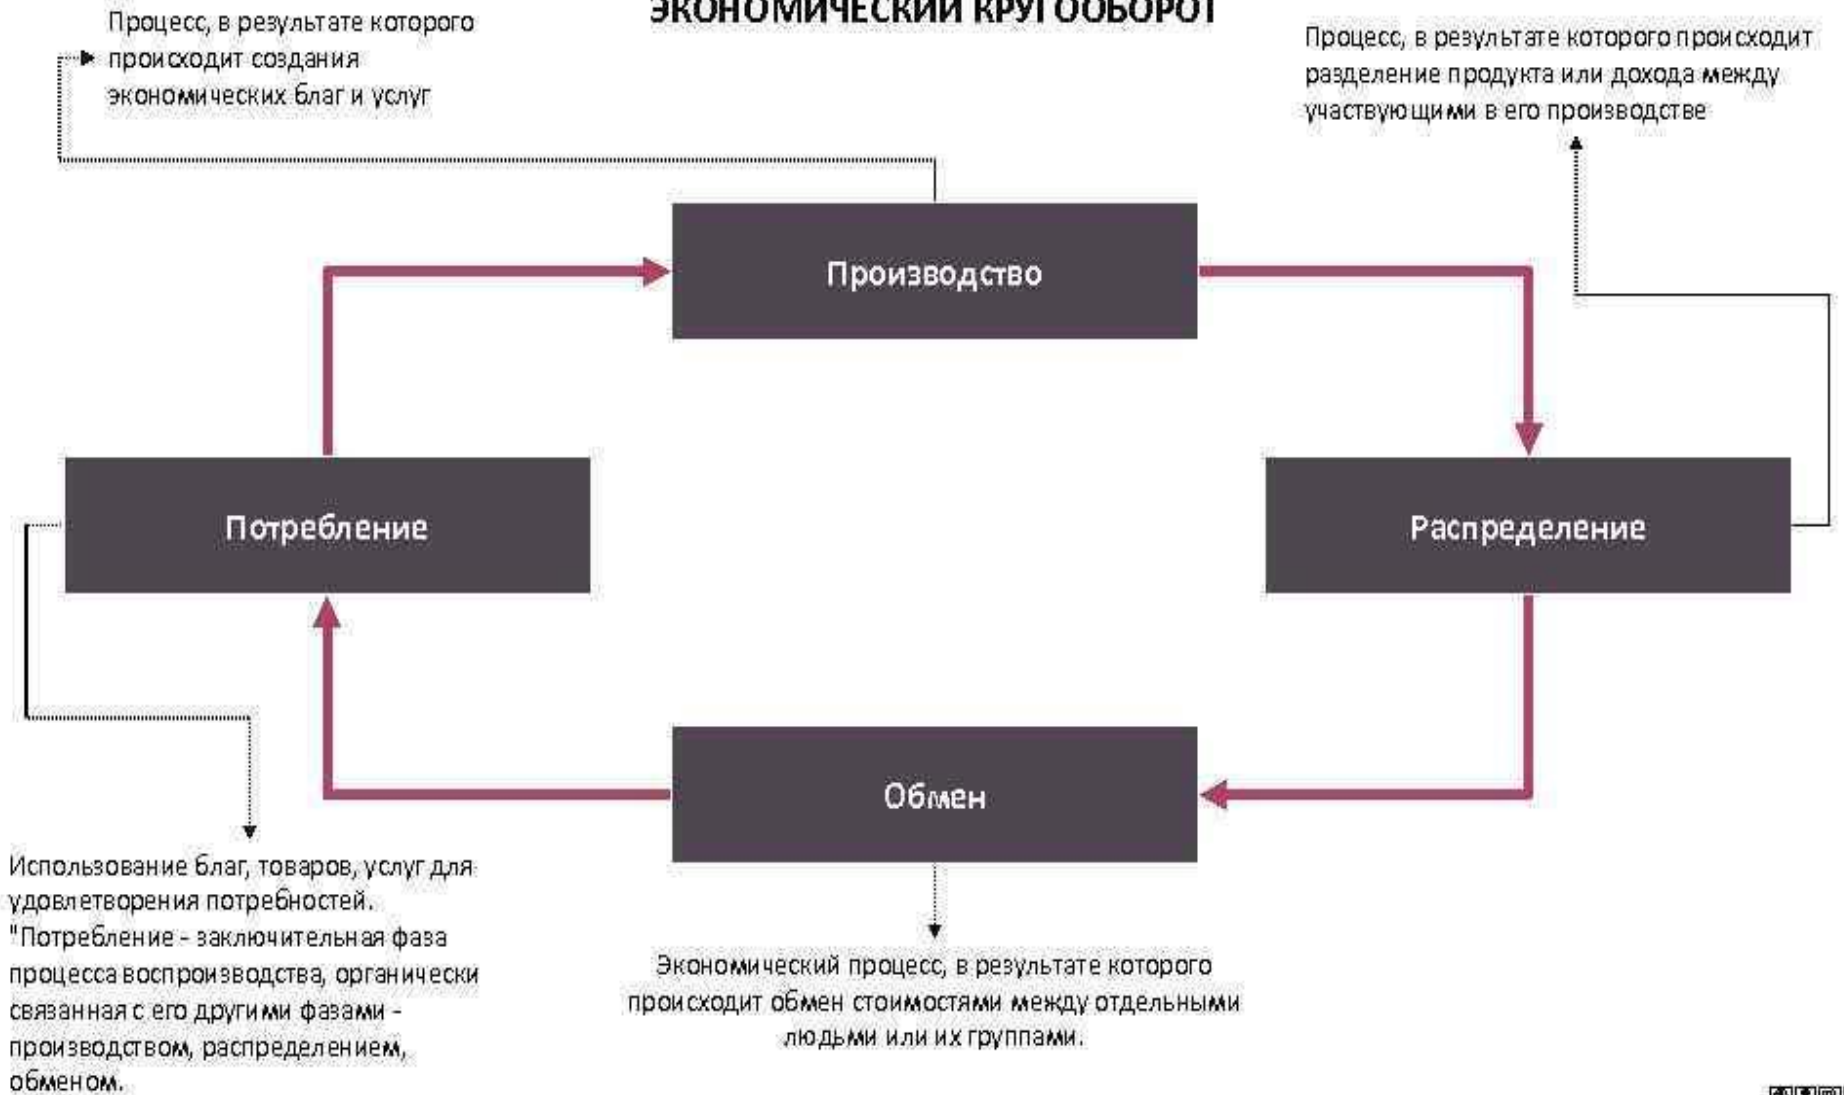 ЭКОНОМИЧЕСКИЙ КРУГООБОРОТ
Процесс, в результате которого
происходит создания
экономических благ и услуг
Процесс, в результате которого происходит
разделение продукта или дохода между
участвующими в его производстве
Производство
Потребление
Распределение
Обмен
Использование благ, товаров, услуг для
удовлетворения потребностей.
"Потребление - заключительная фаза
процесса воспроизводства, органически
связанная с его другими фазами -
производством, распределением,
обменом.
Экономический процесс, в результате которого
происходит обмен стоимостями между отдельными
людьми или их группами.